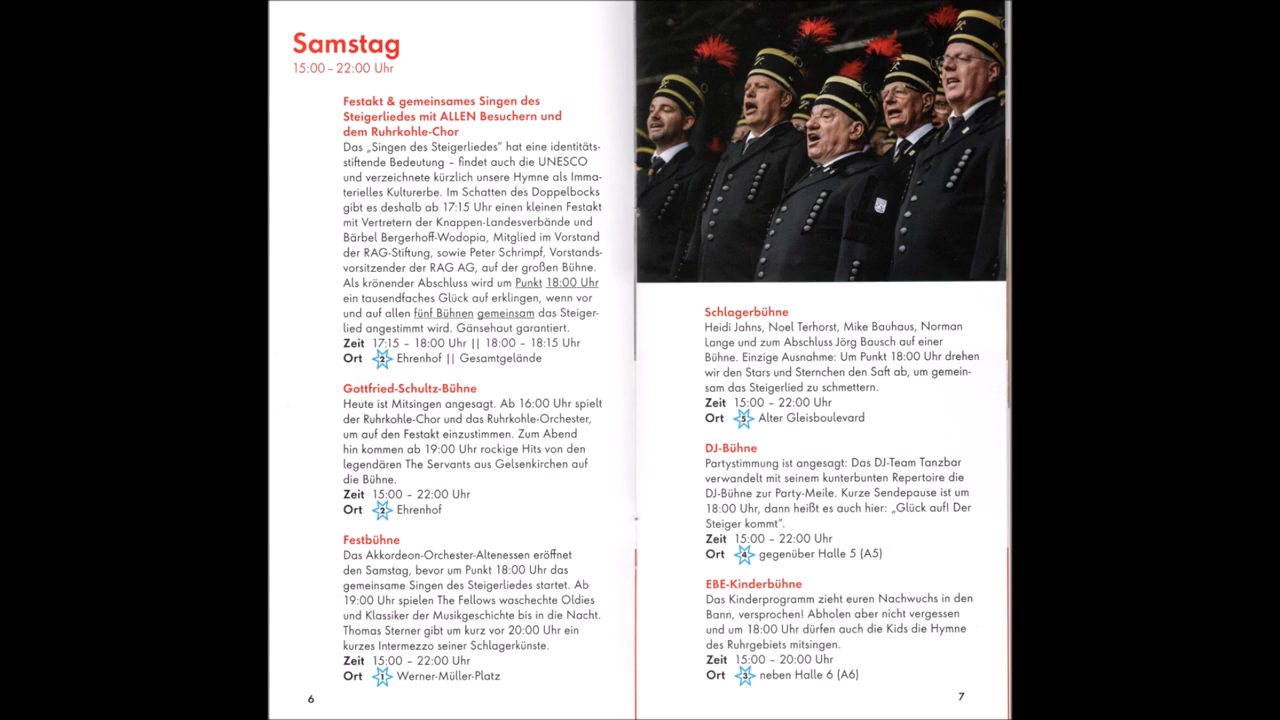 Samstag
15:00 – 22:00 Uhr
Festakt & gemeinsames Singen des
Steigerliedes mit ALLEN Besuchern und
dem Ruhrkohle-Chor
Das „Singen des Steigerliedes" hat eine identitäts-
stiftende Bedeutung – findet auch die UNESCO
und verzeichnete kürzlich unsere Hymne als Imma-
terielles Kulturerbe. Im Schatten des Doppelbocks
gibt es deshalb ab 17:15 Uhr einen kleinen Festakt
mit Vertretern der Knappen-Landesverbände und
Bärbel Bergerhoff-Wodopia, Mitglied im Vorstand
der RAG-Stiftung, sowie Peter Schrimpf, Vorstands-
vorsitzender der RAG AG, auf der großen Bühne.
Als krönender Abschluss wird um Punkt 18:00 Uhr
ein tausendfaches Glück auf erklingen, wenn vor
und auf allen fünf Bühnen gemeinsam das Steiger-
lied angestimmt wird. Gänsehaut garantiert.
Zeit 17:15 – 18:00 Uhr || 18:00 – 18:15 Uhr
Ort 2 Ehrenhof || Gesamtgelände
Gottfried-Schultz-Bühne
Heute ist Mitsingen angesagt. Ab 16:00 Uhr spielt
der Ruhrkohle-Chor und das Ruhrkohle-Orchester,
um auf den Festakt einzustimmen. Zum Abend
hin kommen ab 19:00 Uhr rockige Hits von den
legendären The Servants aus Gelsenkirchen auf
die Bühne.
Zeit 15:00 – 22:00 Uhr
Ort 2 Ehrenhof
Festbühne
Das Akkordeon-Orchester-Altenessen eröffnet
den Samstag, bevor um Punkt 18:00 Uhr das
gemeinsame Singen des Steigerliedes startet. Ab
19:00 Uhr spielen The Fellows waschechte Oldies
und Klassiker der Musikgeschichte bis in die Nacht.
Thomas Sterner gibt um kurz vor 20:00 Uhr ein
kurzes Intermezzo seiner Schlagerkünste.
Zeit 15:00 – 22:00 Uhr
Ort 1 Werner-Müller-Platz
6
Schlagerbühne
Heidi Jahns, Noel Terhorst, Mike Bauhaus, Norman
Lange und zum Abschluss Jörg Bausch auf einer
Bühne. Einzige Ausnahme: Um Punkt 18:00 Uhr drehen
wir den Stars und Sternchen den Saft ab, um gemein-
sam das Steigerlied zu schmettern.
Zeit 15:00 – 22:00 Uhr
Ort 5 Alter Gleisboulevard
DJ-Bühne
Partystimmung ist angesagt: Das DJ-Team Tanzbar
verwandelt mit seinem kunterbunten Repertoire die
DJ-Bühne zur Party-Meile. Kurze Sendepause ist um
18:00 Uhr, dann heißt es auch hier: „Glück auf! Der
Steiger kommt".
Zeit 15:00 – 22:00 Uhr
Ort 4 gegenüber Halle 5 (A5)
EBE-Kinderbühne
Das Kinderprogramm zieht euren Nachwuchs in den
Bann, versprochen! Abholen aber nicht vergessen
und um 18:00 Uhr dürfen auch die Kids die Hymne
des Ruhrgebiets mitsingen.
Zeit 15:00 – 20:00 Uhr
Ort 3 neben Halle 6 (A6)
7